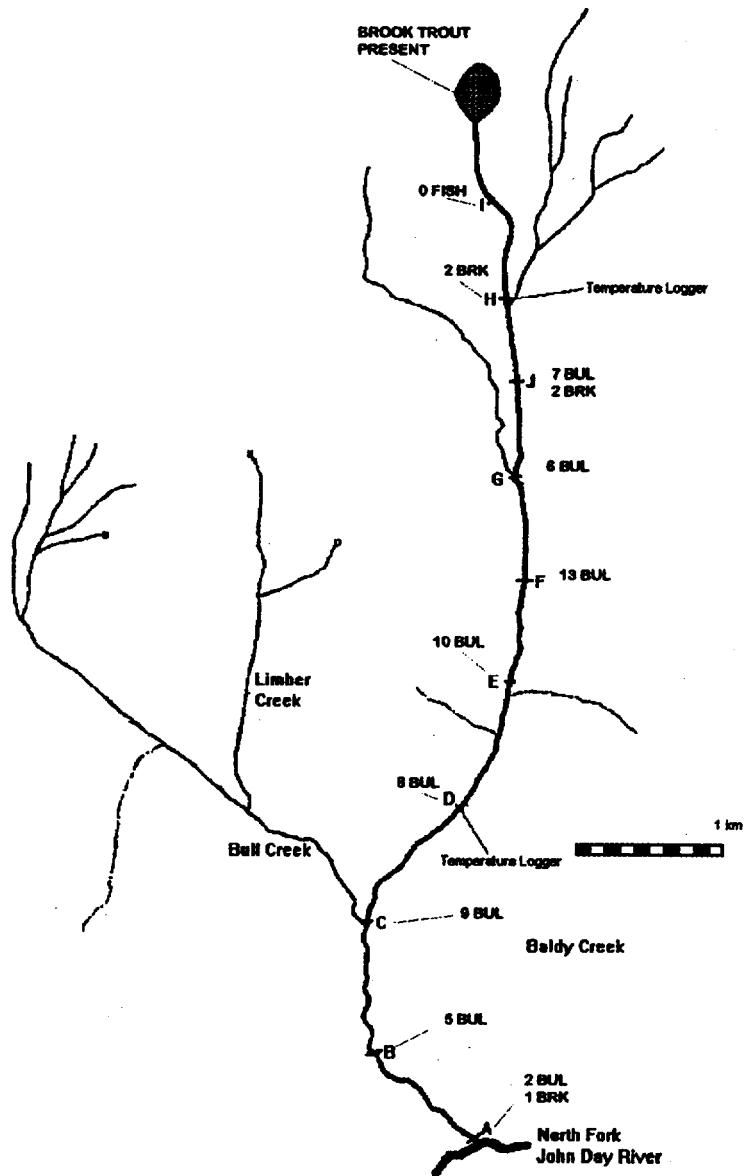 BROOK TROUT
PRESENT
0 FISH
I
2 BRK
H
Temperature Logger
J
7 BUL
2 BRK
G
6 BUL
F
13 BUL
10 BUL
E
Limber
Creek
8 BUL
D
1 km
Bull Creek
Temperature Logger
C
9 BUL
Baldy Creek
5 BUL
B
2 BUL
1 BRK
A
North Fork
John Day River